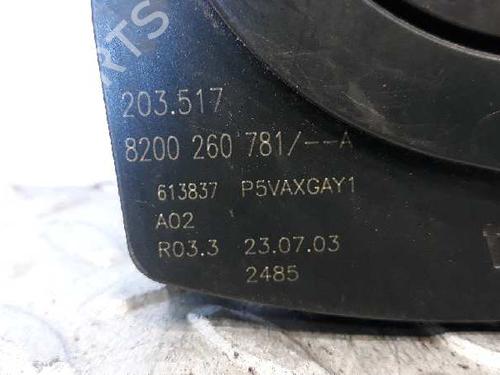 203.517
8200 260 781/--A
613837 P5VAXGAY1
A02
R03.3 23.07.03
2485